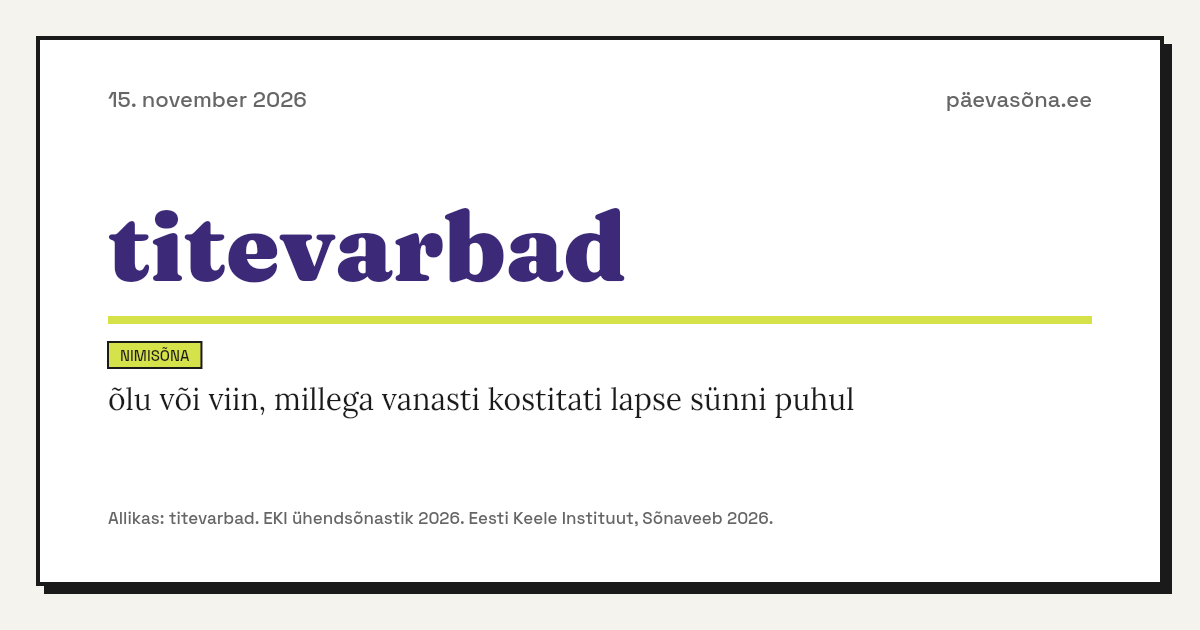 15. november 2026
päevasõna.ee
titevarbad
NIMISÕNA
õlu või viin, millega vanasti kostitati lapse sünni puhul
Allikas: titevarbad. EKI ühendsõnastik 2026. Eesti Keele Instituut, Sõnaveeb 2026.